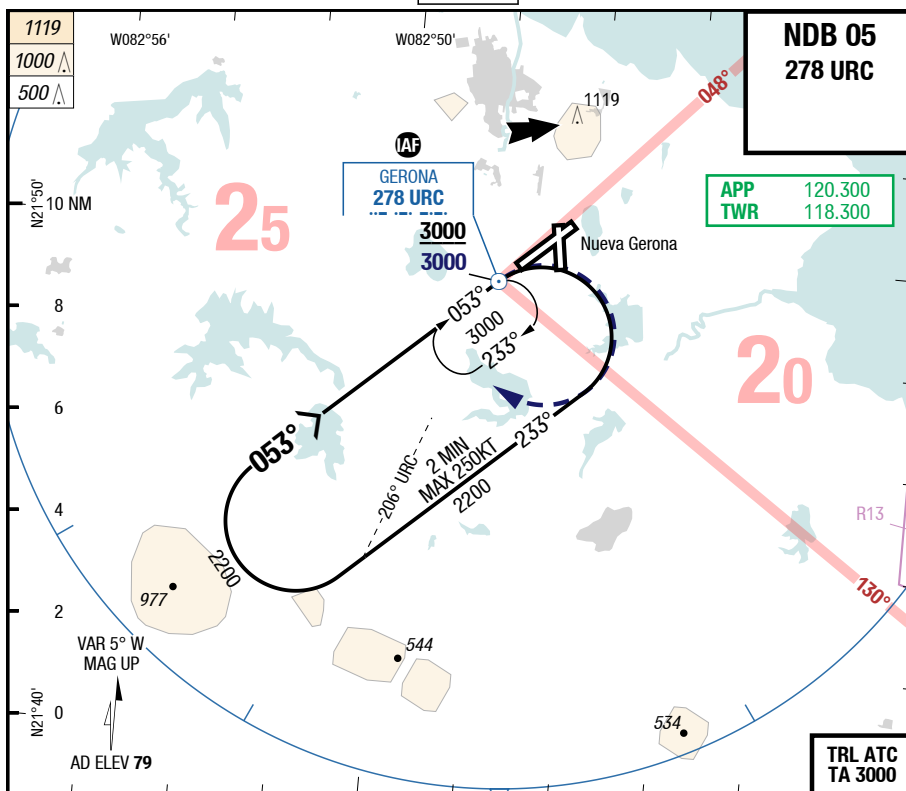 1119
1000
500
W082°56'
W082°50'
NDB 05
278 URC
048°
1119
IAF
GERONA
278 URC
3000
3000
APP 120.300
TWR 118.300
N21°50'
10 NM
25
Nueva Gerona
8
053°
3000
233°
20
6
053°
233°
2 MIN
MAX 250KT
2200
206° URC
4
R13
2200
977
130°
2
544
VAR 5° W
MAG UP
N21°40'
0
534
AD ELEV 79
TRL ATC
TA 3000